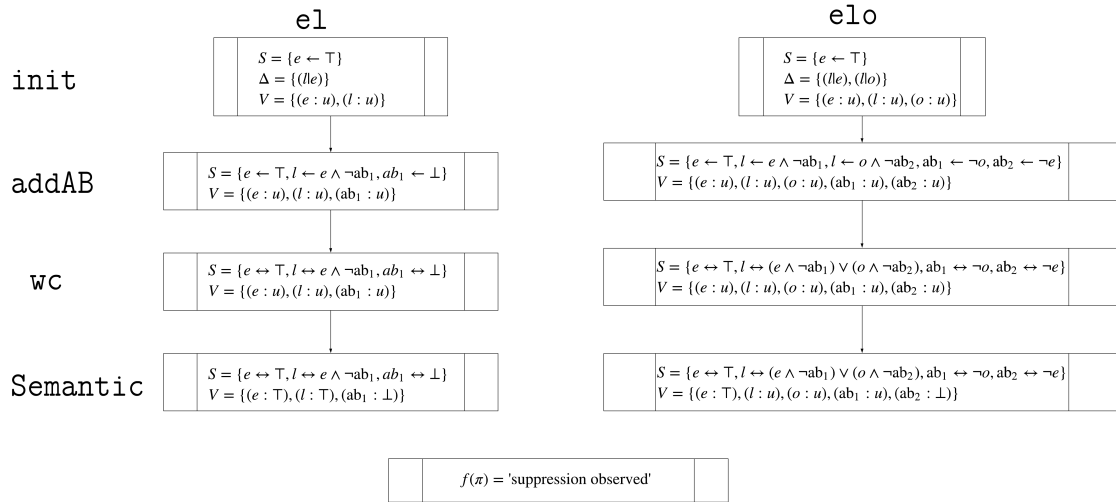 el
elo
init
S = {e ← ⊤}
Δ = {(l|e)}
V = {(e : u), (l : u)}
S = {e ← ⊤}
Δ = {(l|e), (l|o)}
V = {(e : u), (l : u), (o : u)}
addAB
S = {e ← ⊤, l ← e ∧ ¬ab₁, ab₁ ← ⊥}
V = {(e : u), (l : u), (ab₁ : u)}
S = {e ← ⊤, l ← e ∧ ¬ab₁, l ← o ∧ ¬ab₂, ab₁ ← ¬o, ab₂ ← ¬e}
V = {(e : u), (l : u), (o : u), (ab₁ : u), (ab₂ : u)}
wc
S = {e ↔ ⊤, l ↔ e ∧ ¬ab₁, ab₁ ↔ ⊥}
V = {(e : u), (l : u), (ab₁ : u)}
S = {e ↔ ⊤, l ↔ (e ∧ ¬ab₁) ∨ (o ∧ ¬ab₂), ab₁ ↔ ¬o, ab₂ ↔ ¬e}
V = {(e : u), (l : u), (o : u), (ab₁ : u), (ab₂ : u)}
Semantic
S = {e ↔ ⊤, l ↔ e ∧ ¬ab₁, ab₁ ↔ ⊥}
V = {(e : ⊤), (l : ⊤), (ab₁ : ⊥)}
S = {e ↔ ⊤, l ↔ (e ∧ ¬ab₁) ∨ (o ∧ ¬ab₂), ab₁ ↔ ¬o, ab₂ ↔ ¬e}
V = {(e : ⊤), (l : u), (o : u), (ab₁ : u), (ab₂ : ⊥)}
f(π) = 'suppression observed'